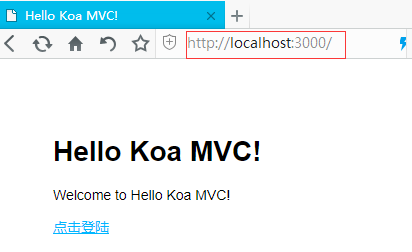 Hello Koa MVC!
http://localhost:3000/
Hello Koa MVC!
Welcome to Hello Koa MVC!
点击登陆